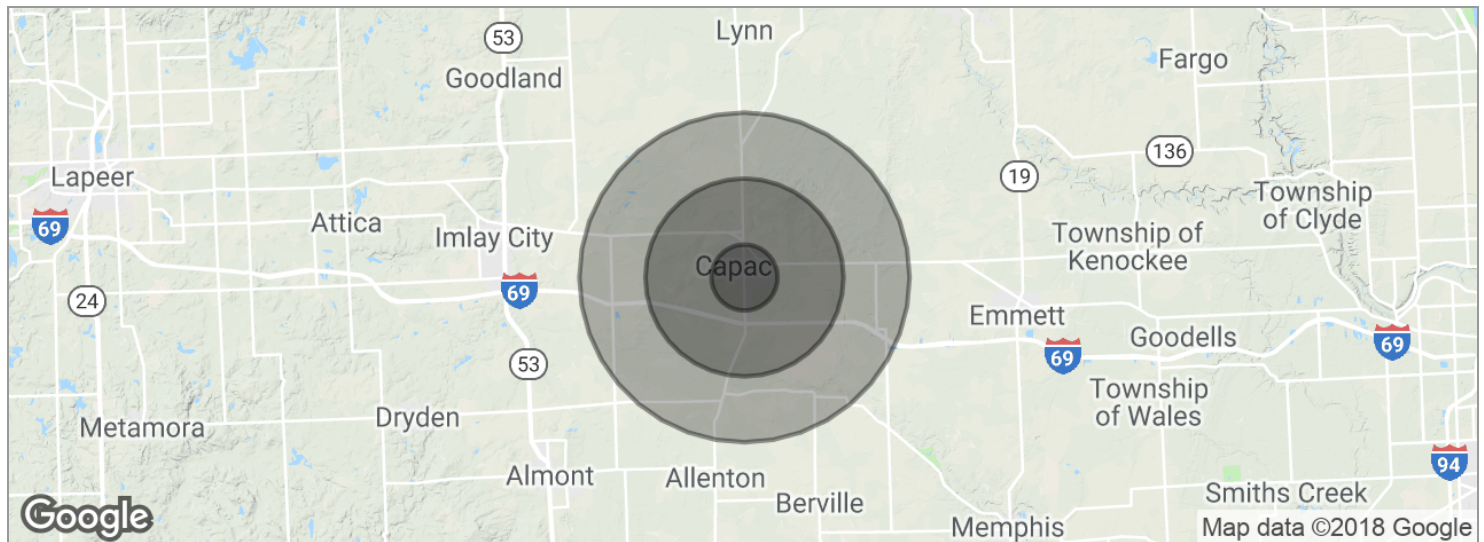 Lynn
53
Goodland
Fargo
136
19
Lapeer
Township
of Clyde
69
Attica
Imlay City
Township of
Kenockee
Capac
69
24
Emmett
Goodells
69
69
53
Township
of Wales
Metamora
Dryden
94
Almont
Allenton
Berville
Smiths Creek
Google
Memphis
Map data ©2018 Google